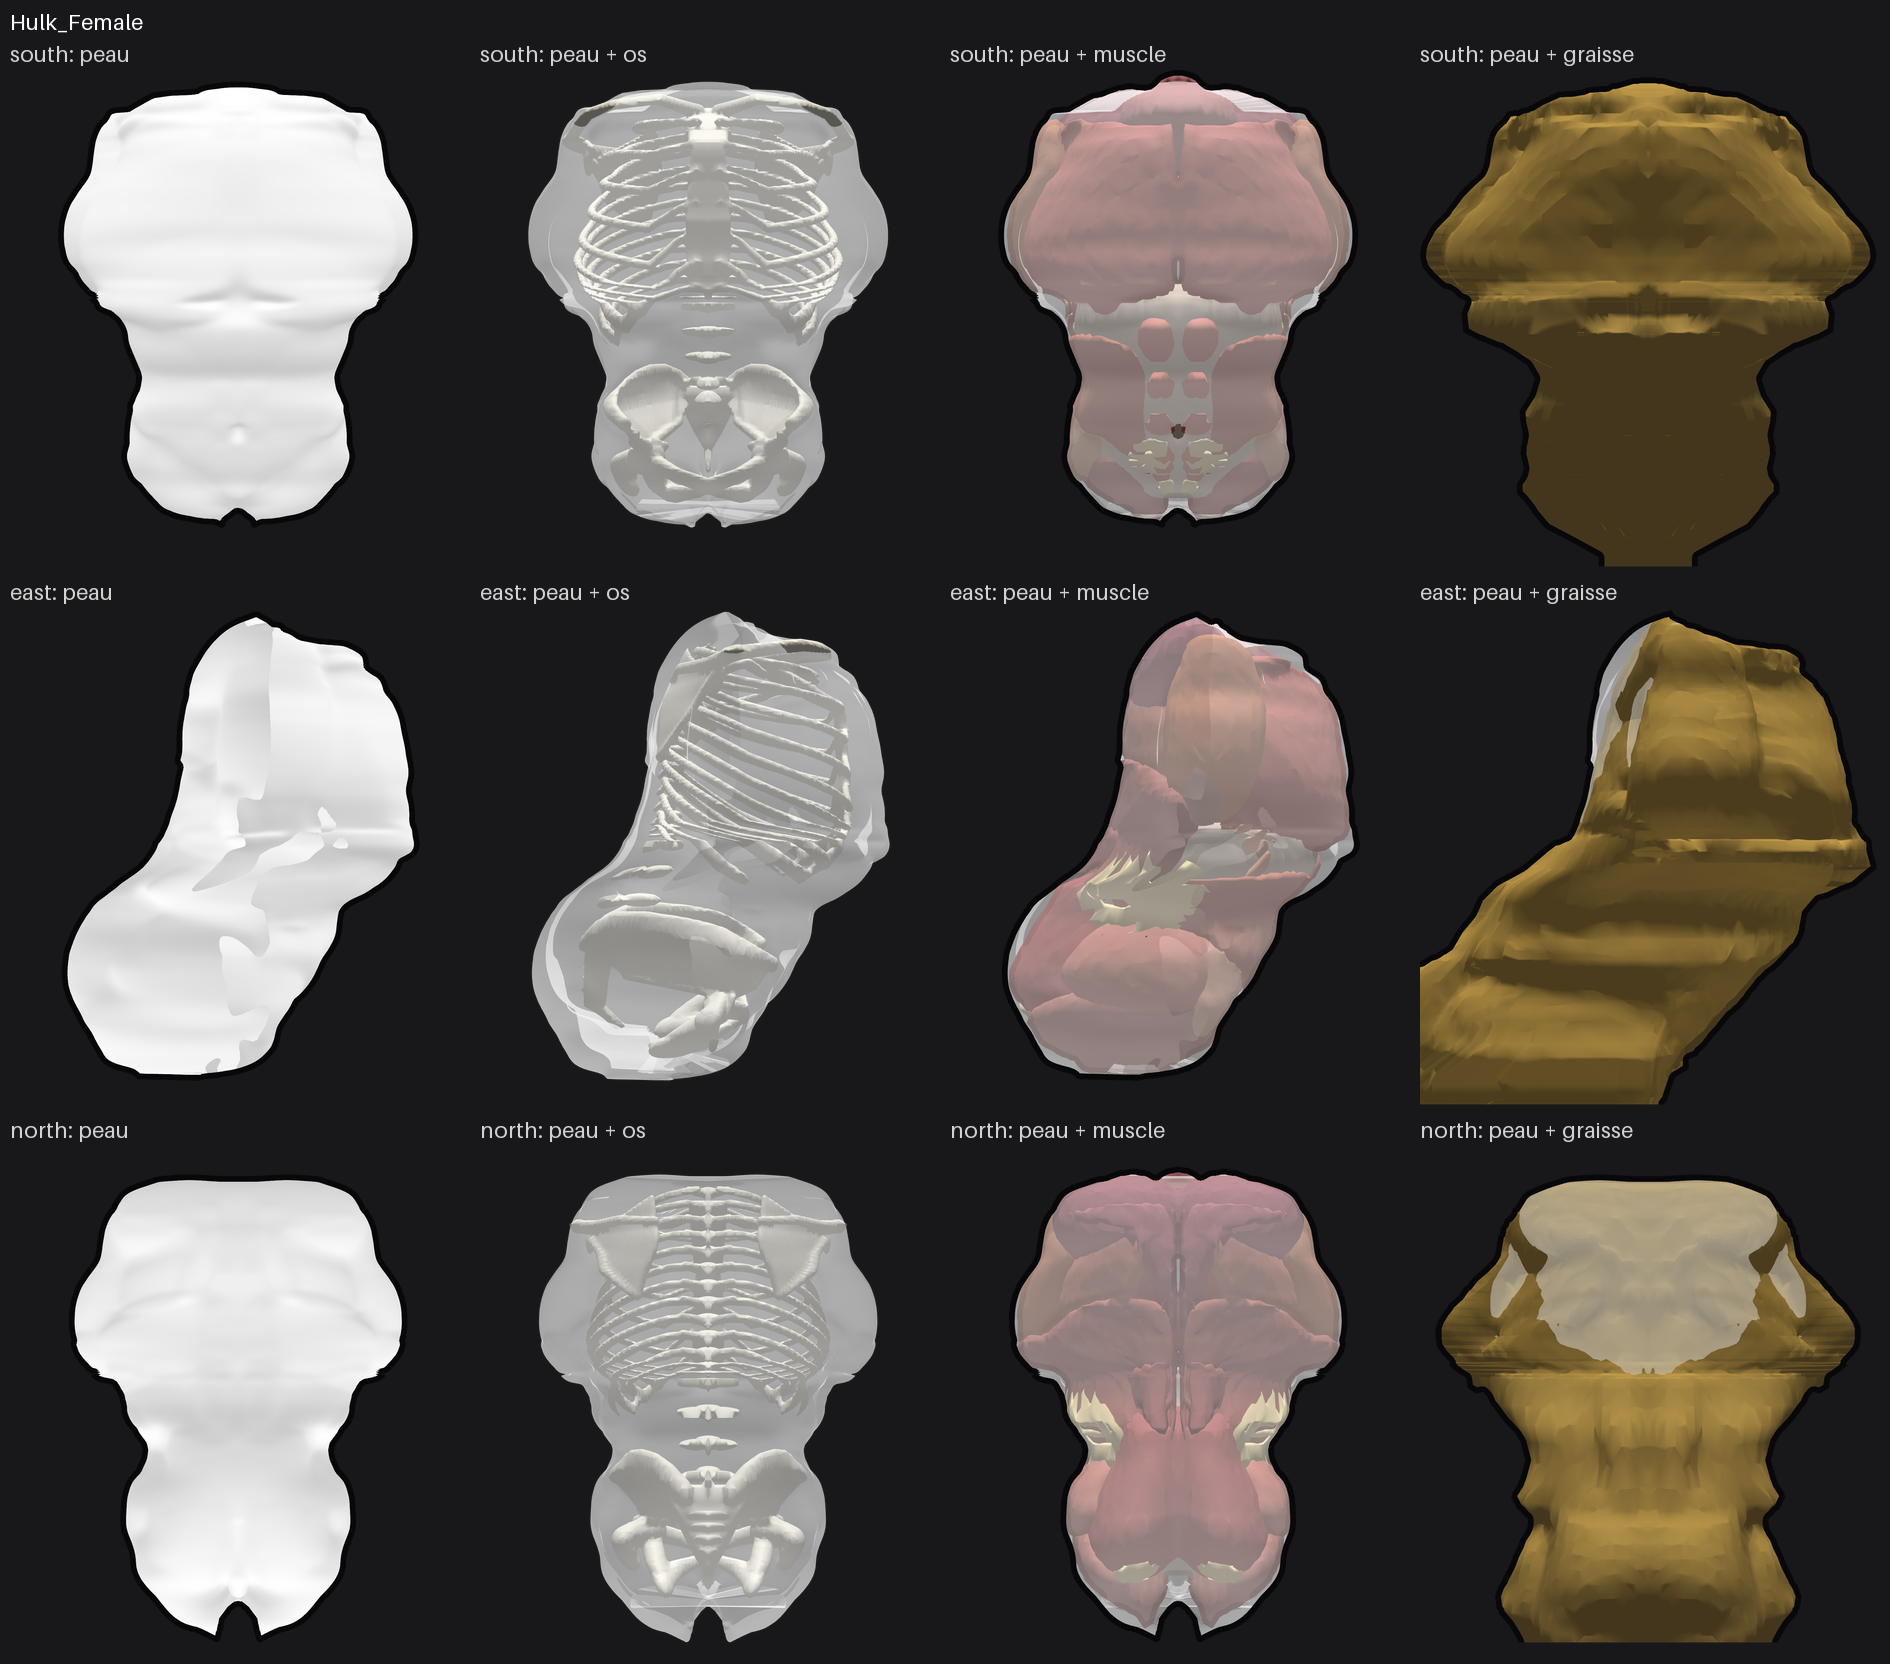 Hulk_Female
south: peau
south: peau + os
south: peau + muscle
south: peau + graisse
east: peau
east: peau + os
east: peau + muscle
east: peau + graisse
north: peau
north: peau + os
north: peau + muscle
north: peau + graisse